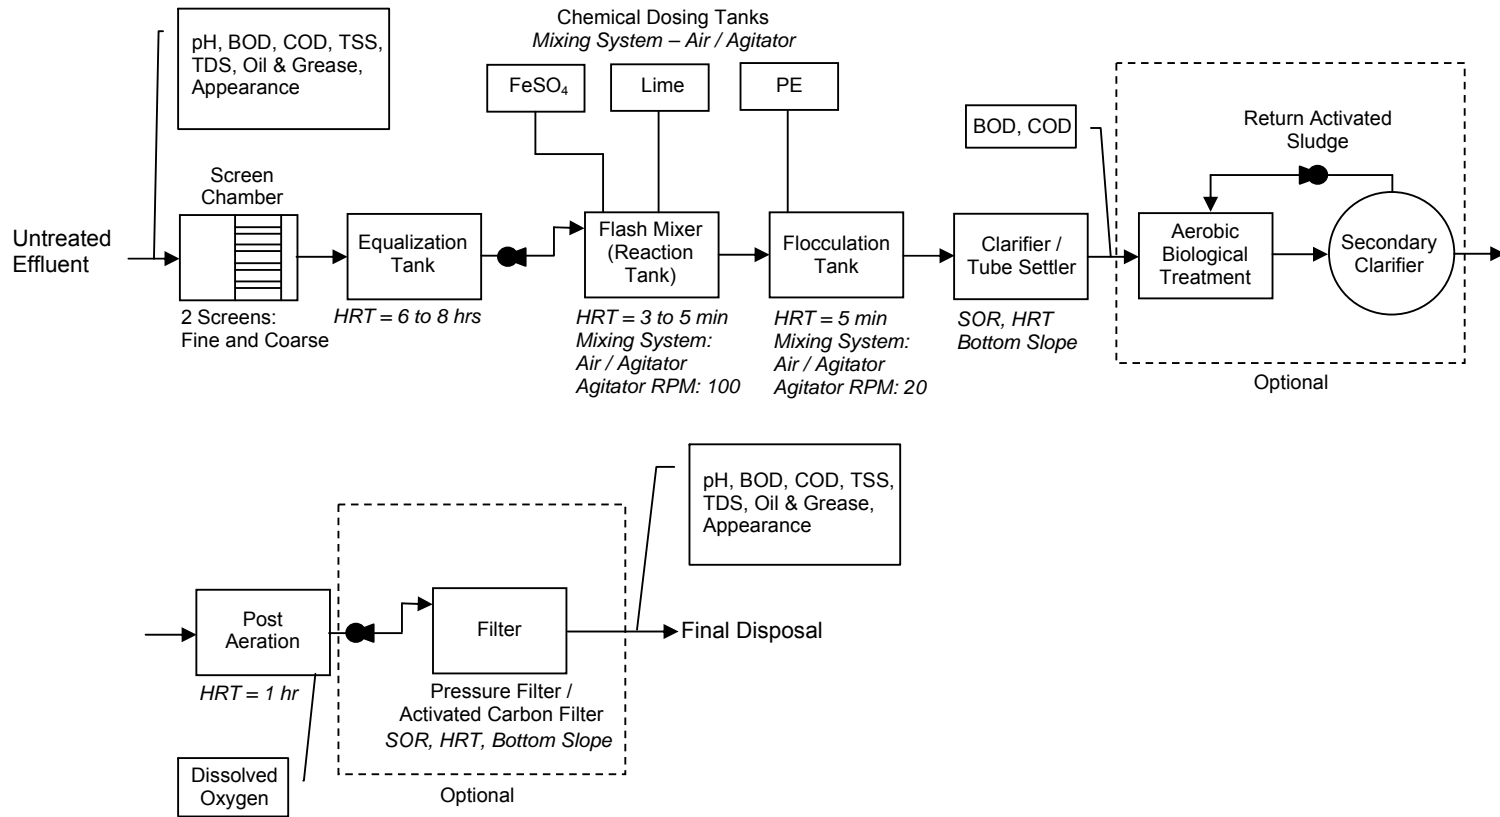 Chemical Dosing Tanks
Mixing System – Air / Agitator
pH, BOD, COD, TSS,
TDS, Oil & Grease,
Appearance
FeSO4
Lime
PE
BOD, COD
Return Activated
Sludge
Screen
Chamber
Untreated
Effluent
Equalization
Tank
Flash Mixer
(Reaction
Tank)
Flocculation
Tank
Clarifier /
Tube Settler
Aerobic
Biological
Treatment
Secondary
Clarifier
2 Screens:
Fine and Coarse
HRT = 6 to 8 hrs
HRT = 3 to 5 min
Mixing System:
Air / Agitator
Agitator RPM: 100
HRT = 5 min
Mixing System:
Air / Agitator
Agitator RPM: 20
SOR, HRT
Bottom Slope
Optional
pH, BOD, COD, TSS,
TDS, Oil & Grease,
Appearance
Post
Aeration
Filter
Final Disposal
HRT = 1 hr
Pressure Filter /
Activated Carbon Filter
SOR, HRT, Bottom Slope
Dissolved
Oxygen
Optional